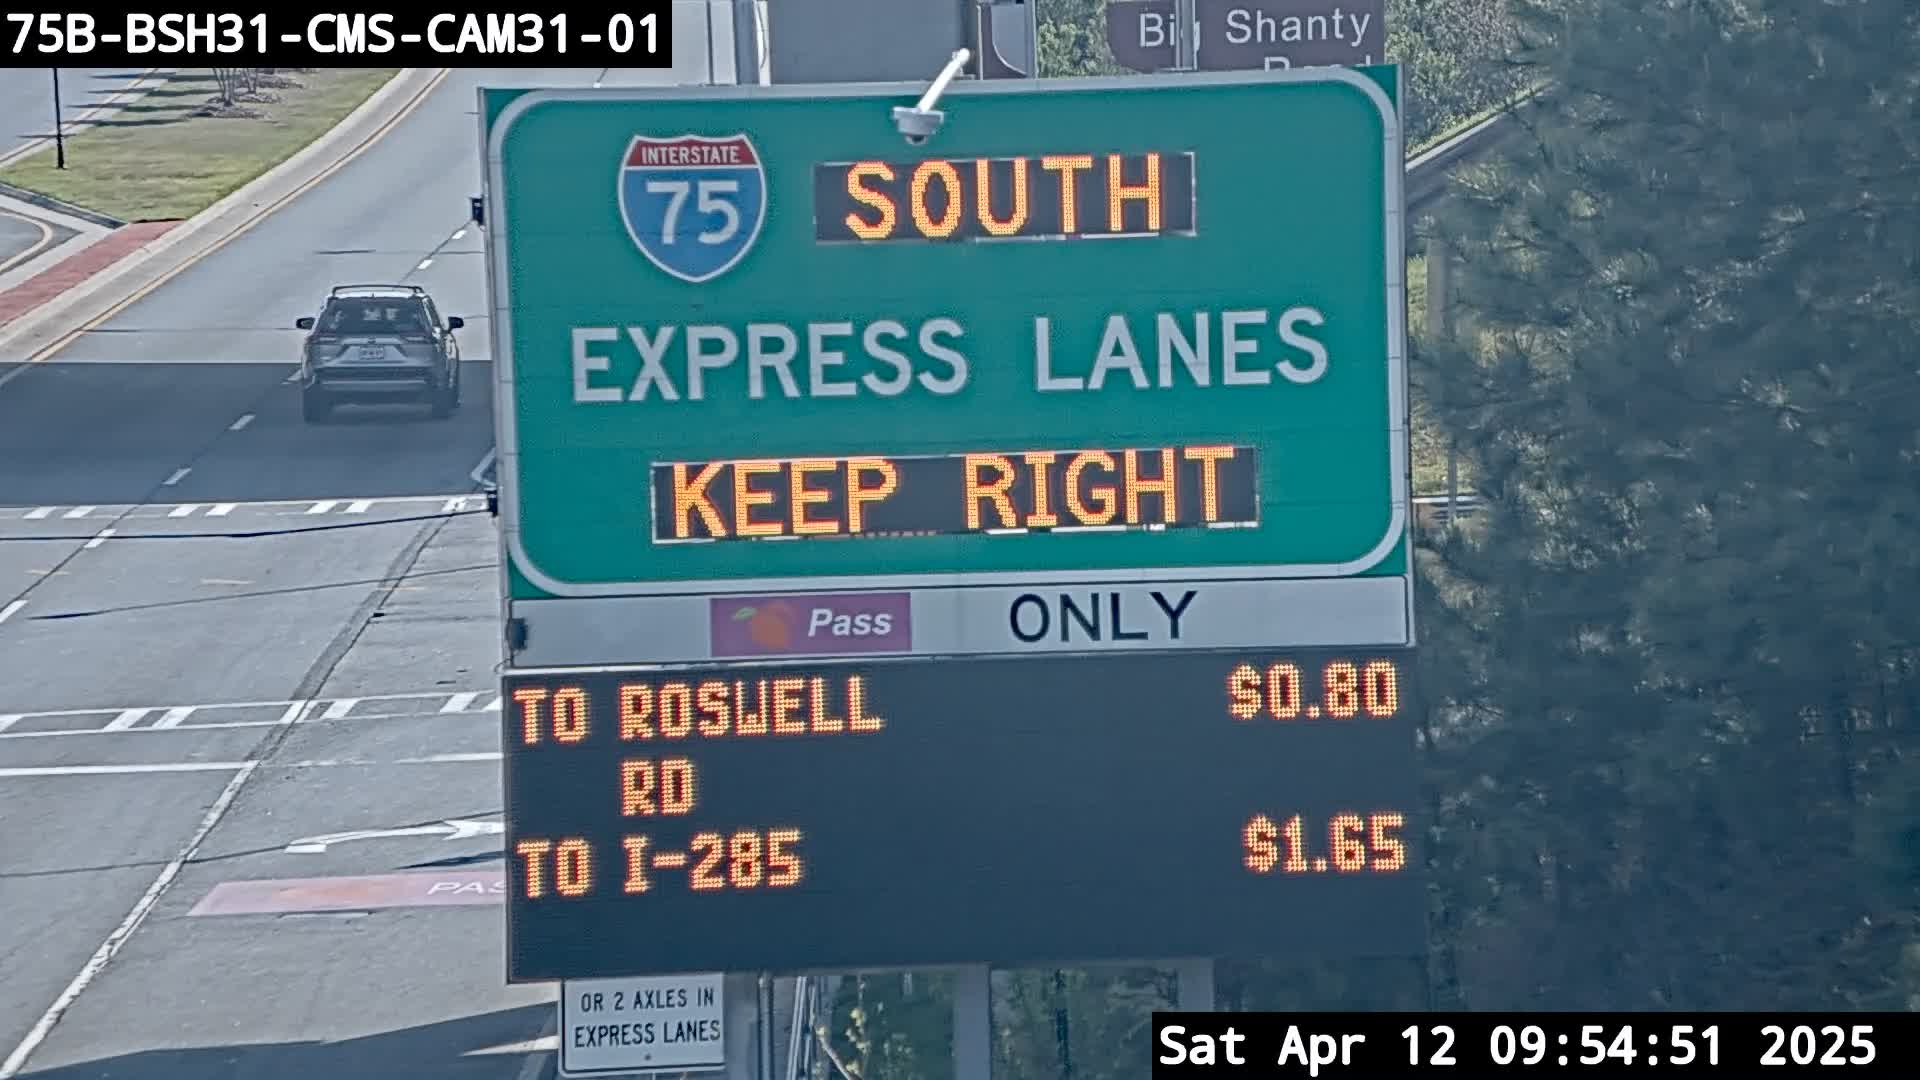 75B-BSH31-CMS-CAM31-01
Big Shanty
Road
INTERSTATE
75
SOUTH
EXPRESS LANES
KEEP RIGHT
Pass
ONLY
TO ROSWELL
$0.80
RD
TO I-285
$1.65
PAS
OR 2 AXLES IN
EXPRESS LANES
Sat Apr 12 09:54:51 2025